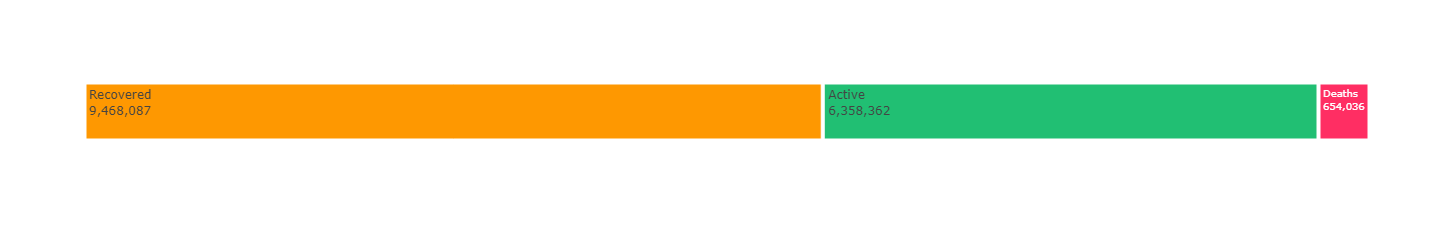 Recovered
9,468,087
Active
6,358,362
Deaths
654,036